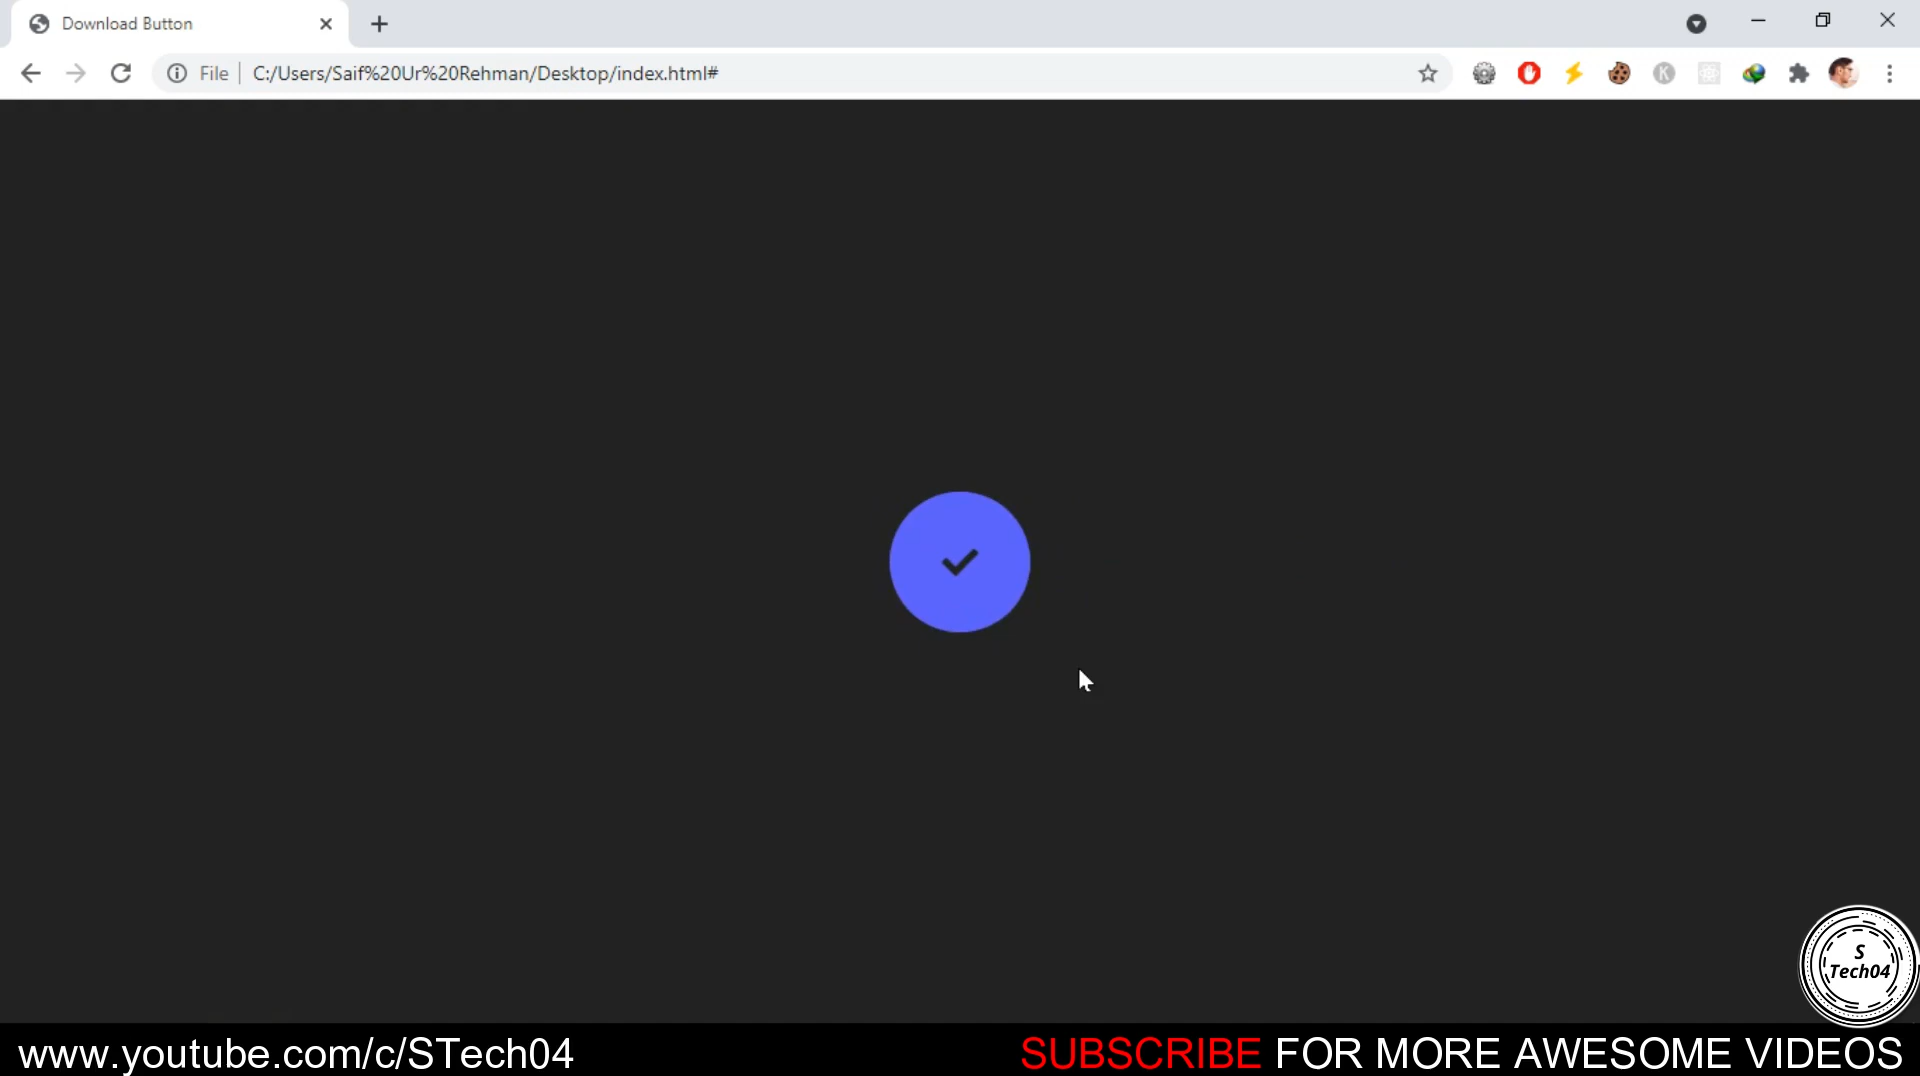 Download Button
File
C:/Users/Saif%20Ur%20Rehman/Desktop/index.html#
K
S
Tech04
www.youtube.com/c/STech04
SUBSCRIBE FOR MORE AWESOME VIDEOS